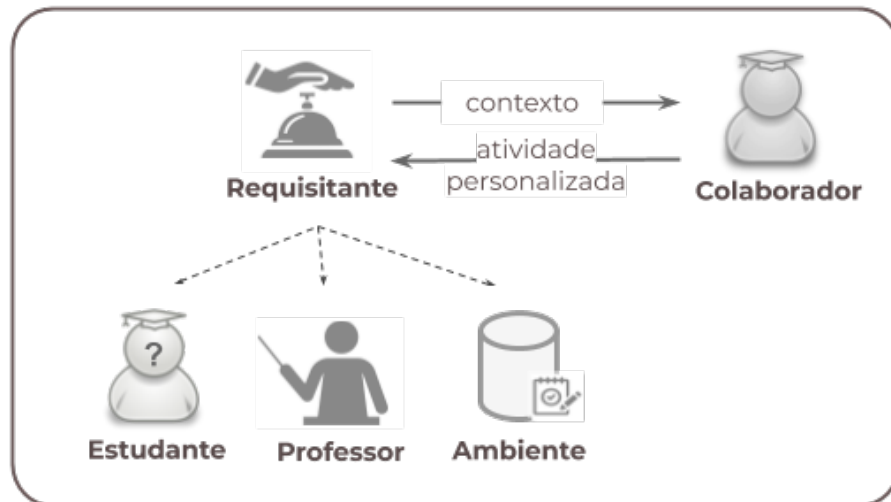 contexto
atividade
personalizada
Requisitante
Colaborador
?
Estudante
Professor
Ambiente